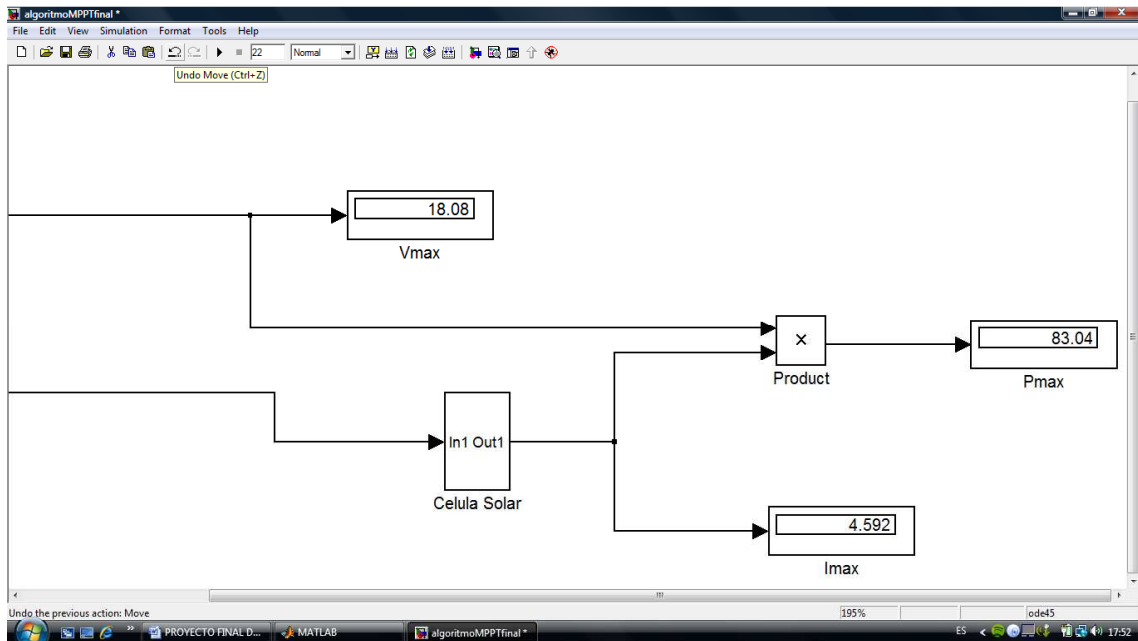 algoritmoMPPTfinal *
File Edit View Simulation Format Tools Help
22 Normal
Undo Move (Ctrl+Z)
18.08
Vmax
×
Product
83.04
Pmax
In1 Out1
Celula Solar
4.592
Imax
Undo the previous action: Move 195% ode45
PROYECTO FINAL D... MATLAB algoritmoMPPTfinal * ES 17:52